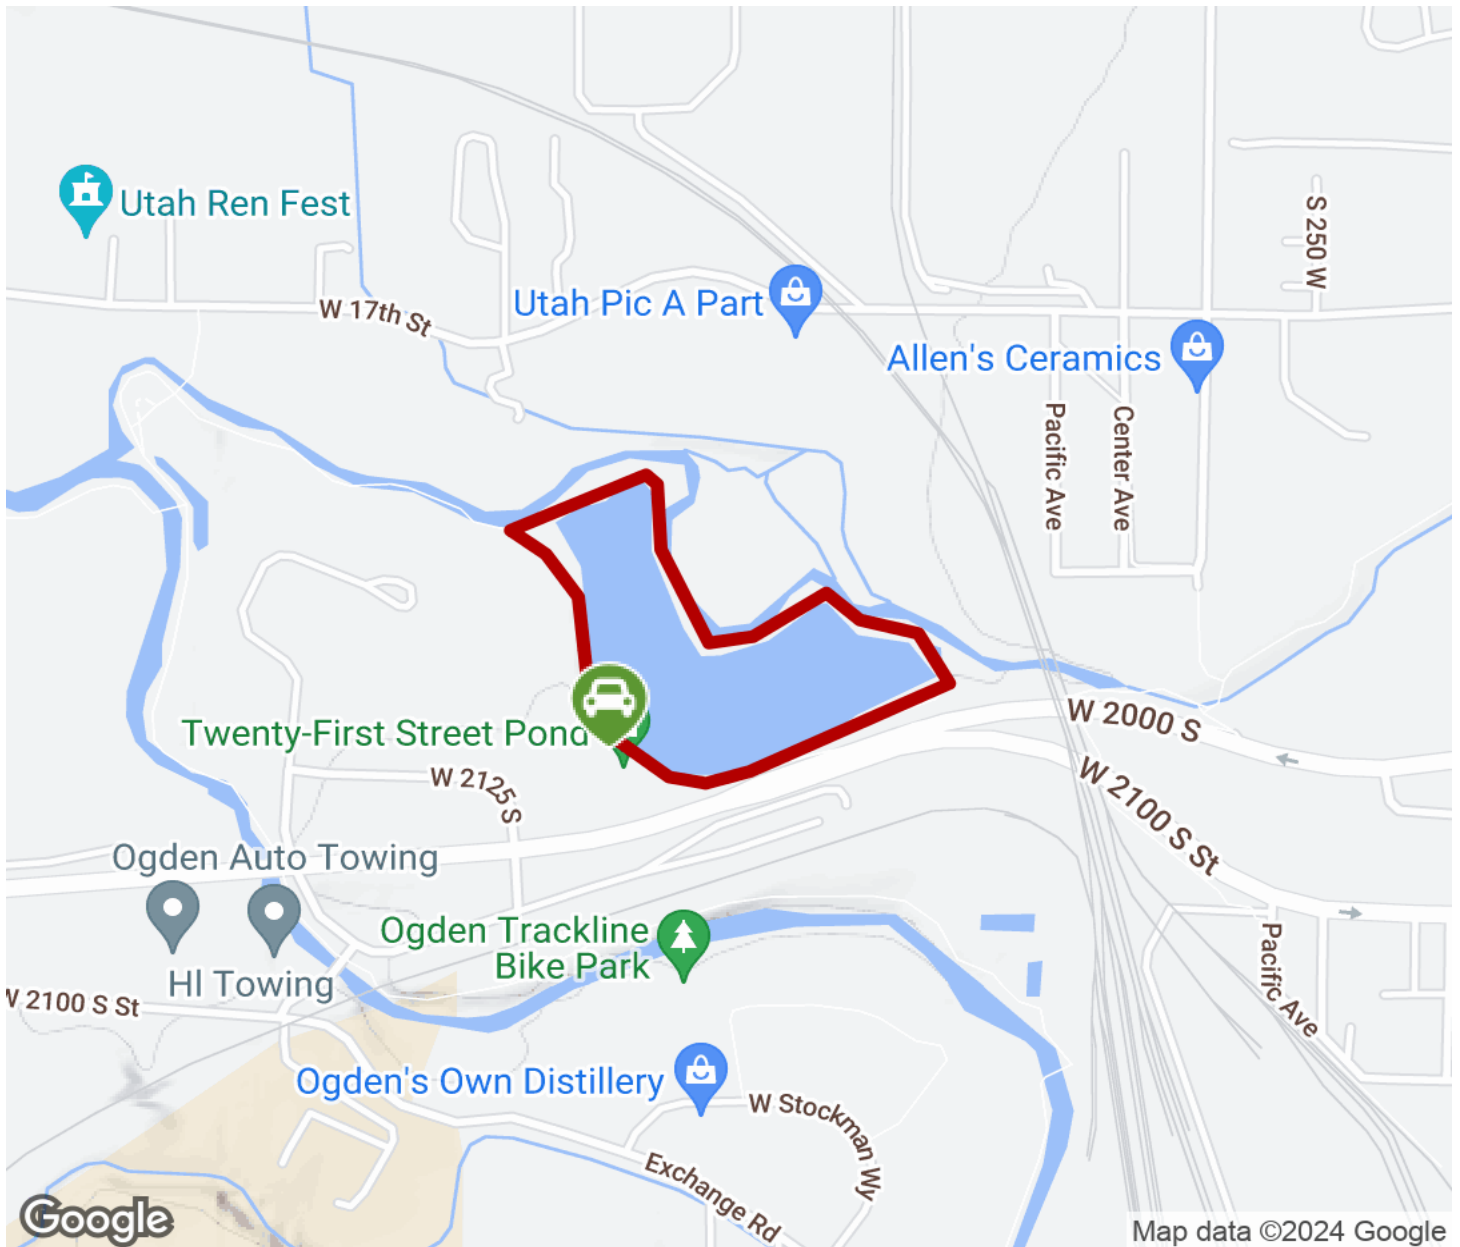 Utah Ren Fest
S 250 W
W 17th St
Utah Pic A Part
Allen's Ceramics
Pacific Ave
Center Ave
Twenty-First Street Pond
W 2000 S
W 2125 S
W 2100 S St
Ogden Auto Towing
Ogden Trackline
Bike Park
Hl Towing
W 2100 S St
Pacific Ave
Ogden's Own Distillery
W Stockman Wy
Exchange Rd
Google
Map data ©2024 Google